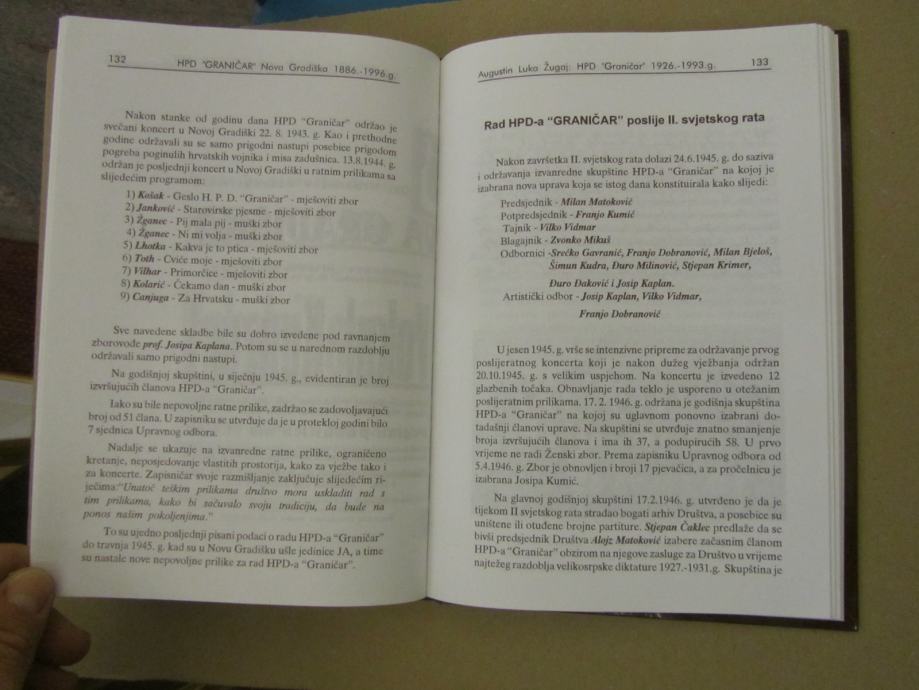 132
HPD "GRANIČAR" Nova Gradiška 1886.-1996.g.
Nakon stanke od godinu dana HPD "Graničar" održao je
svečani koncert u Novoj Gradiški 22. 8. 1943. g. Kao i prethodne
godine održavali su se samo prigodni nastupi posebice prigodom
pogreba poginulih hrvatskih vojnika i misa zadušnica. 13.8.1944. g.
održan je posljednji koncert u Novoj Gradiški u ratnim prilikama sa
slijedećim programom:
1) Košak - Geslo H. P. D. "Graničar" - mješoviti zbor
2) Janković - Starovirske pjesme - mješoviti zbor
3) Žganec - Pij mala pij - muški zbor
4) Žganec - Ni mi volja - muški zbor
5) Lhotka - Kakva je to ptica - mješoviti zbor
6) Toth - Cviće moje - mješoviti zbor
7) Vilhar - Primorčice - mješoviti zbor
8) Kolarić - Čekamo dan - muški zbor
9) Canjuga - Za Hrvatsku - muški zbor
Sve navedene skladbe bile su dobro izvedene pod ravnanjem
zborovođe prof. Josipa Kaplana. Potom su se u narednom razdoblju
održavali samo prigodni nastupi.
Na godišnjoj skupštini, u siječnju 1945. g., evidentiran je broj
izvršujućih članova HPD-a "Graničar".
Iako su bile nepovoljne ratne prilike, zadržao se zadovoljavajući
broj od 51 člana. U zapisniku se utvrđuje da je u protekloj godini bilo
7 sjednica Upravnog odbora.
Nadalje se ukazuje na izvanredne ratne prilike, ograničeno
kretanje, neposjedovanje vlastitih prostorija, kako za vježbe tako i
za koncerte. Zapisničar svoje razmišljanje zaključuje slijedećim ri-
ječima:"Unatoč teškim prilikama društvo mora uskladiti rad s
tim prilikama, kako bi sačuvalo svoju tradiciju, da bude na
ponos našim pokoljenjima."
To su ujedno posljednji pisani podaci o radu HPD-a "Graničar"
do travnja 1945. g. kad su u Novu Gradišku ušle jedinice JA, a time
su nastale nove nepovoljne prilike za rad HPD-a "Graničar".
Augustin Luka Žugaj: HPD "Graničar" 1926.-1993.g.
133
Rad HPD-a "GRANIČAR" poslije II. svjetskog rata
Nakon završetka II. svjetskog rata dolazi 24.6.1945. g. do saziva
i održavanja izvanredne skupštine HPD-a "Graničar" na kojoj je
izabrana nova uprava koja se istog dana konstituirala kako slijedi:
Predsjednik - Milan Matoković
Potpredsjednik - Franjo Kumić
Tajnik - Vilko Vidmar
Blagajnik - Zvonko Mikuš
Odbornici -Srećko Gavranić, Franjo Dobranović, Milan Bjeloš,
Šimun Kudra, Đuro Milinović, Stjepan Krimer,
Đuro Đaković i Josip Kaplan.
Artistički odbor - Josip Kaplan, Vilko Vidmar,
Franjo Dobranović
U jesen 1945. g. vrše se intenzivne pripreme za održavanje prvog
poslijeratnog koncerta koji je nakon dužeg vježbanja održan
20.10.1945. g. s velikim uspjehom. Na koncertu je izvedeno 12
glazbenih točaka. Obnavljanje rada teklo je usporeno u otežanim
poslijeratnim prilikama. 17. 2. 1946. g. održana je godišnja skupština
HPD-a "Graničar" na kojoj su uglavnom ponovno izabrani do-
tadašnji članovi uprave. Na skupštini se utvrđuje znatno smanjenje
broja izvršujućih članova i ima ih 37, a podupirućih 58. U prvo
vrijeme ne radi Ženski zbor. Prema zapisniku Upravnog odbora od
5.4.1946. g. Zbor je obnovljen i broji 17 pjevačica, a za pročelnicu je
izabrana Josipa Kumić.
Na glavnoj godišnjoj skupštini 17.2.1946. g. utvrđeno je da je
tijekom II svjetskog rata stradao bogati arhiv Društva, a posebice su
uništene ili otuđene brojne partiture. Stjepan Čaklec predlaže da se
bivši predsjednik Društva Alojz Matoković izabere začasnim članom
HPD-a "Graničar" obzirom na njegove zasluge za Društvo u vrijeme
najtežeg razdoblja velikosrpske diktature 1927.-1931.g. Skupština je